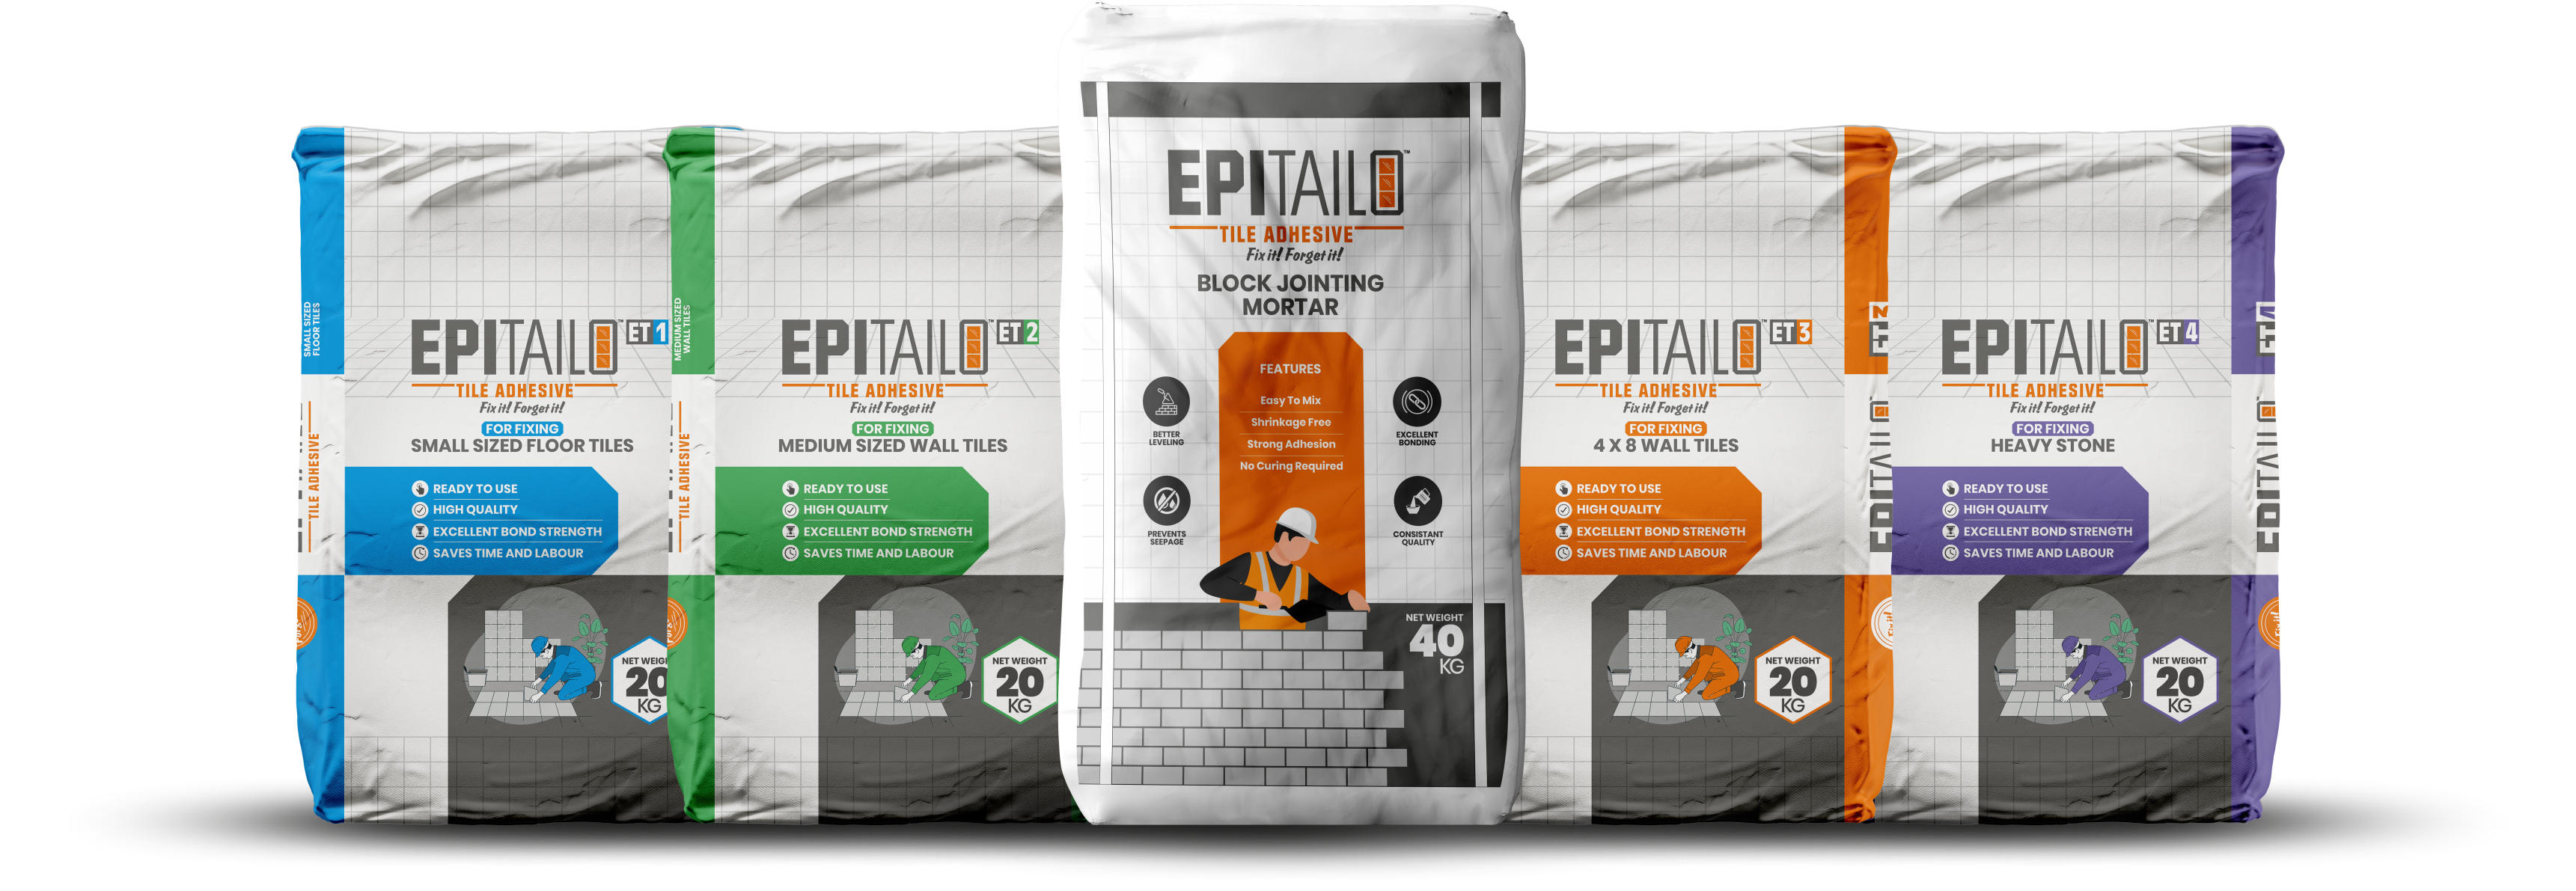 SMALL SIZED
FLOOR TILES
TILE ADHESIVE
EPITAILO™ ET 1
TILE ADHESIVE
Fix it! Forget it!
FOR FIXING
SMALL SIZED FLOOR TILES
READY TO USE
HIGH QUALITY
EXCELLENT BOND STRENGTH
SAVES TIME AND LABOUR
20
KG
MEDIUM SIZED
WALL TILES
TILE ADHESIVE
EPITAILO™ ET 2
TILE ADHESIVE
Fix it! Forget it!
FOR FIXING
MEDIUM SIZED WALL TILES
READY TO USE
HIGH QUALITY
EXCELLENT BOND STRENGTH
SAVES TIME AND LABOUR
NET WEIGHT
20
KG
EPITAILO™
TILE ADHESIVE
Fix it! Forget it!
BLOCK JOINTING
MORTAR
FEATURES
Easy To Mix
Shrinkage Free
Strong Adhesion
No Curing Required
BETTER
LEVELING
EXCELLENT
BONDING
PREVENTS
SEEPAGE
CONSISTANT
QUALITY
NET WEIGHT
40
KG
EPITAILO™ ET 3
TILE ADHESIVE
Fix it! Forget it!
FOR FIXING
4 X 8 WALL TILES
READY TO USE
HIGH QUALITY
EXCELLENT BOND STRENGTH
SAVES TIME AND LABOUR
NET WEIGHT
20
KG
EPITAILO™ ET 4
TILE ADHESIVE
Fix it! Forget it!
FOR FIXING
HEAVY STONE
READY TO USE
HIGH QUALITY
EXCELLENT BOND STRENGTH
SAVES TIME AND LABOUR
NET WEIGHT
20
KG